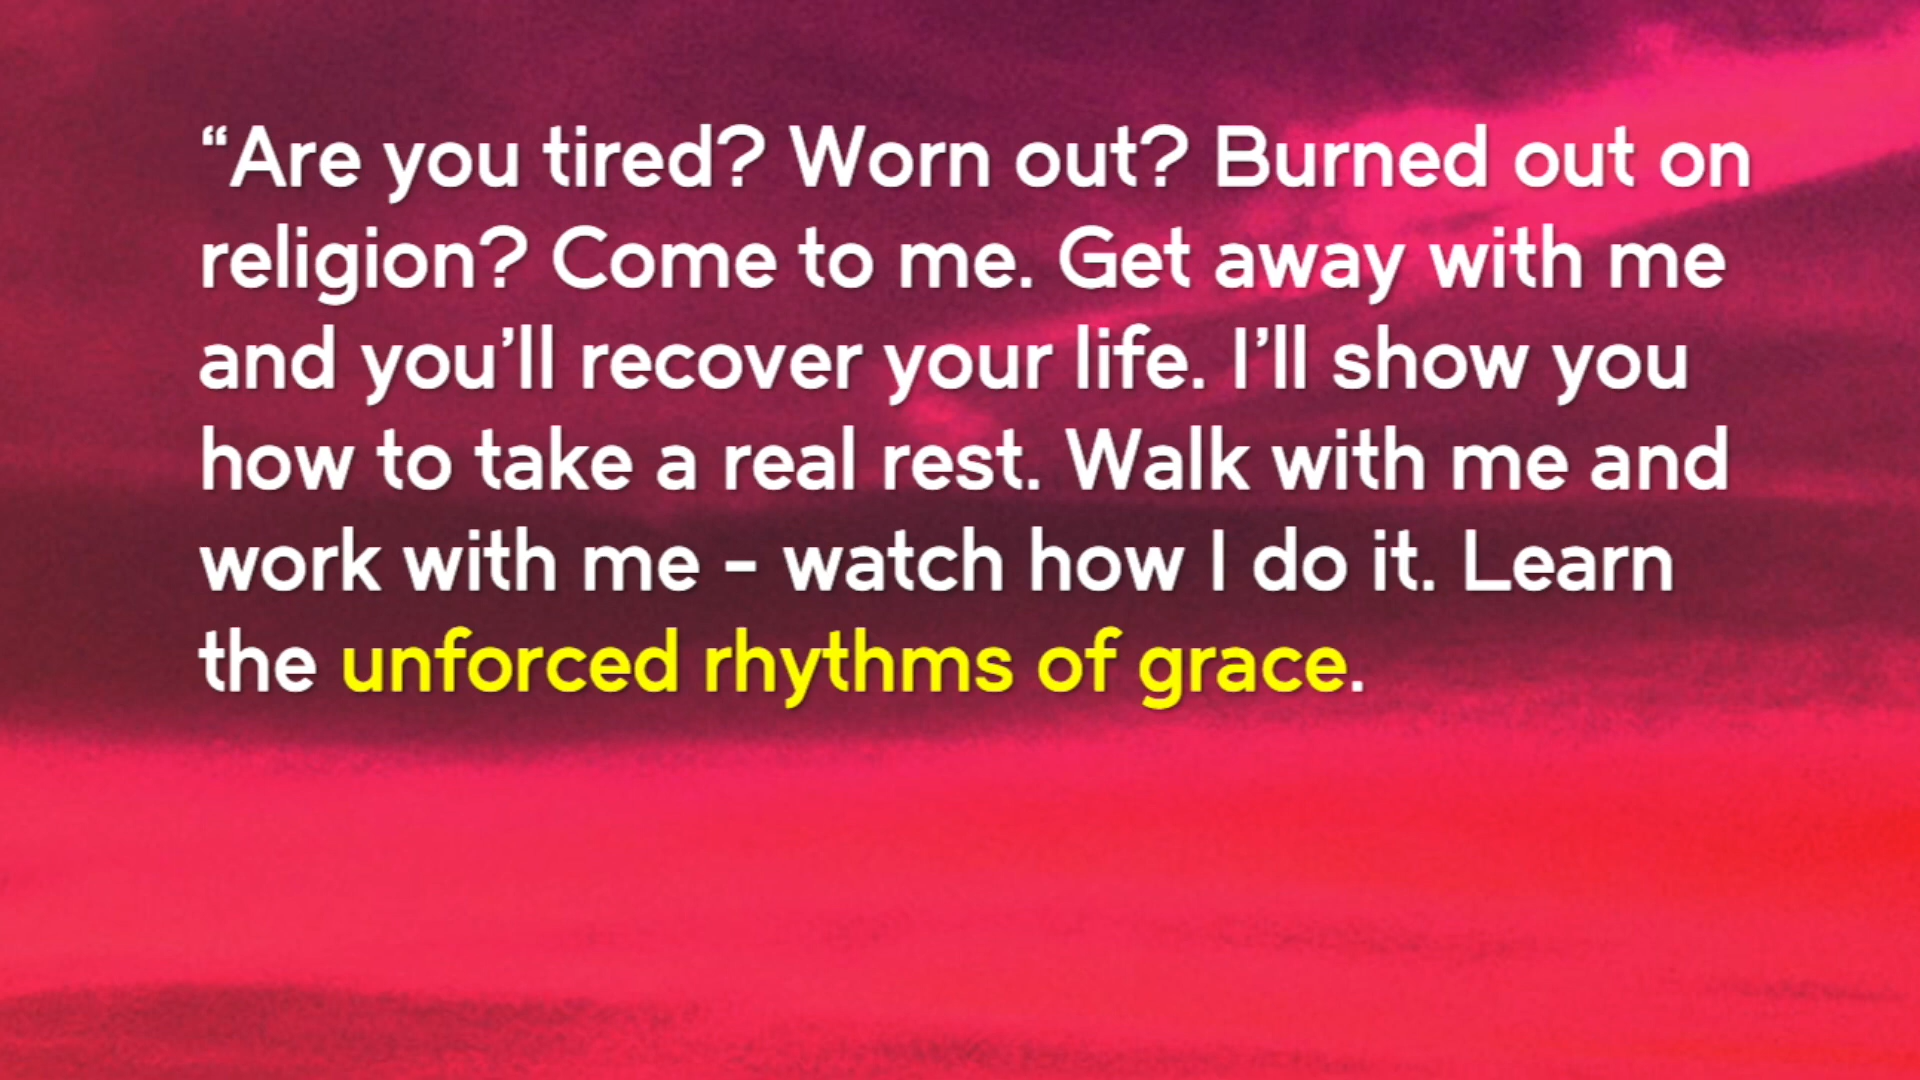 “Are you tired? Worn out? Burned out on
religion? Come to me. Get away with me
and you’ll recover your life. I’ll show you
how to take a real rest. Walk with me and
work with me - watch how I do it. Learn
the unforced rhythms of grace.